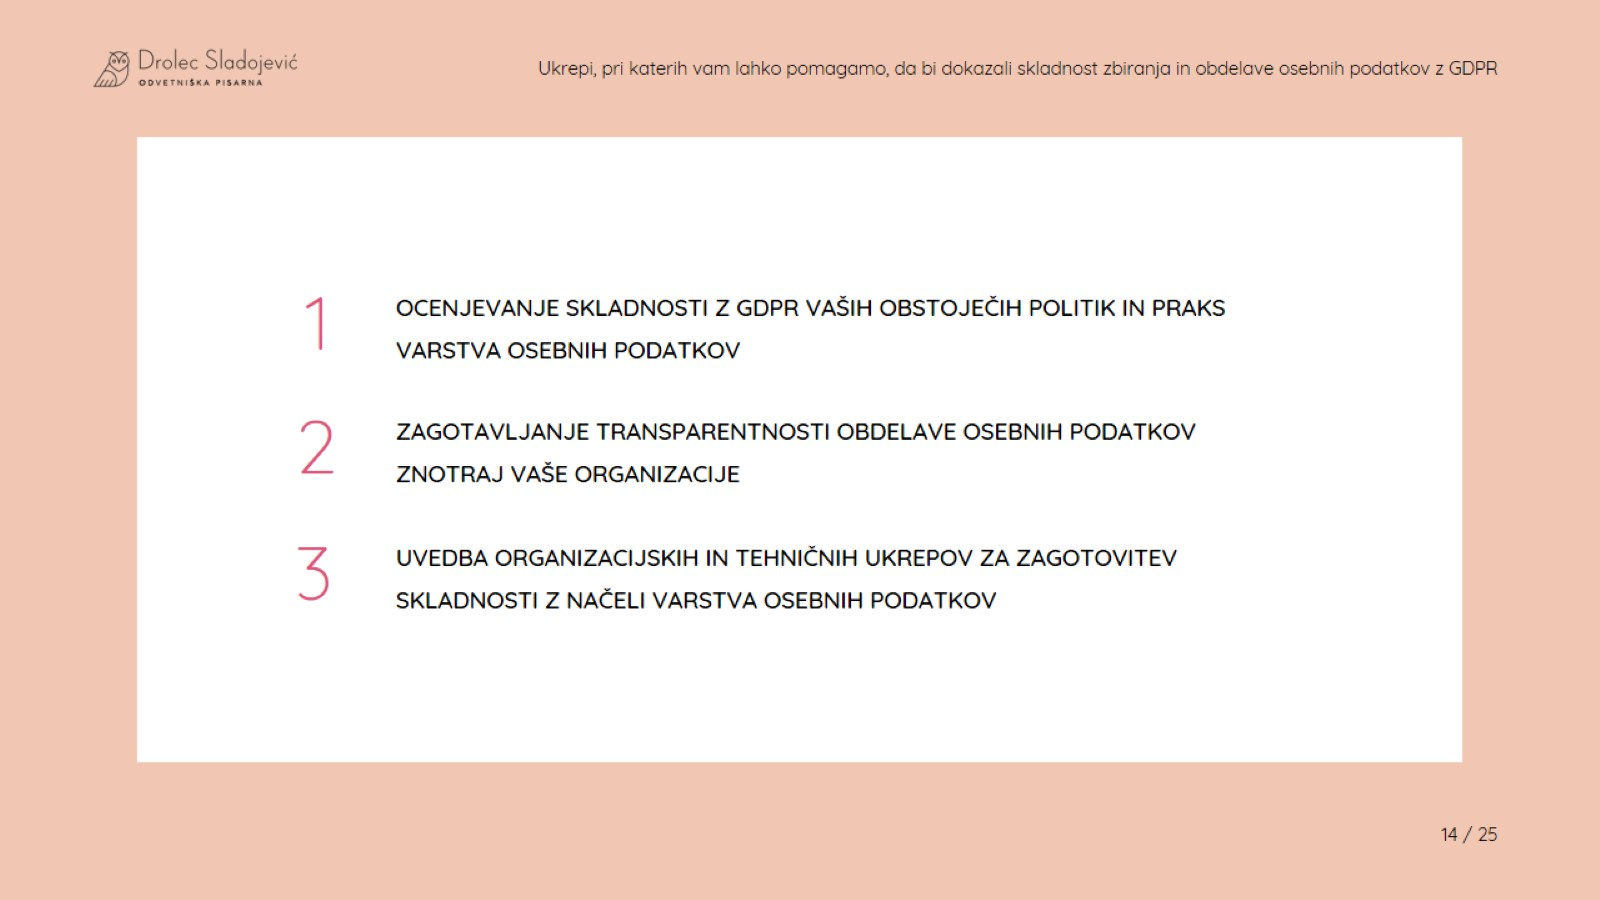 Drolec Sladojević
ODVETNIŠKA PISARNA
Ukrepi, pri katerih vam lahko pomagamo, da bi dokazali skladnost zbiranja in obdelave osebnih podatkov z GDPR
1
OCENJEVANJE SKLADNOSTI Z GDPR VAŠIH OBSTOJEČIH POLITIK IN PRAKS
VARSTVA OSEBNIH PODATKOV
2
ZAGOTAVLJANJE TRANSPARENTNOSTI OBDELAVE OSEBNIH PODATKOV
ZNOTRAJ VAŠE ORGANIZACIJE
3
UVEDBA ORGANIZACIJSKIH IN TEHNIČNIH UKREPOV ZA ZAGOTOVITEV
SKLADNOSTI Z NAČELI VARSTVA OSEBNIH PODATKOV
14 / 25